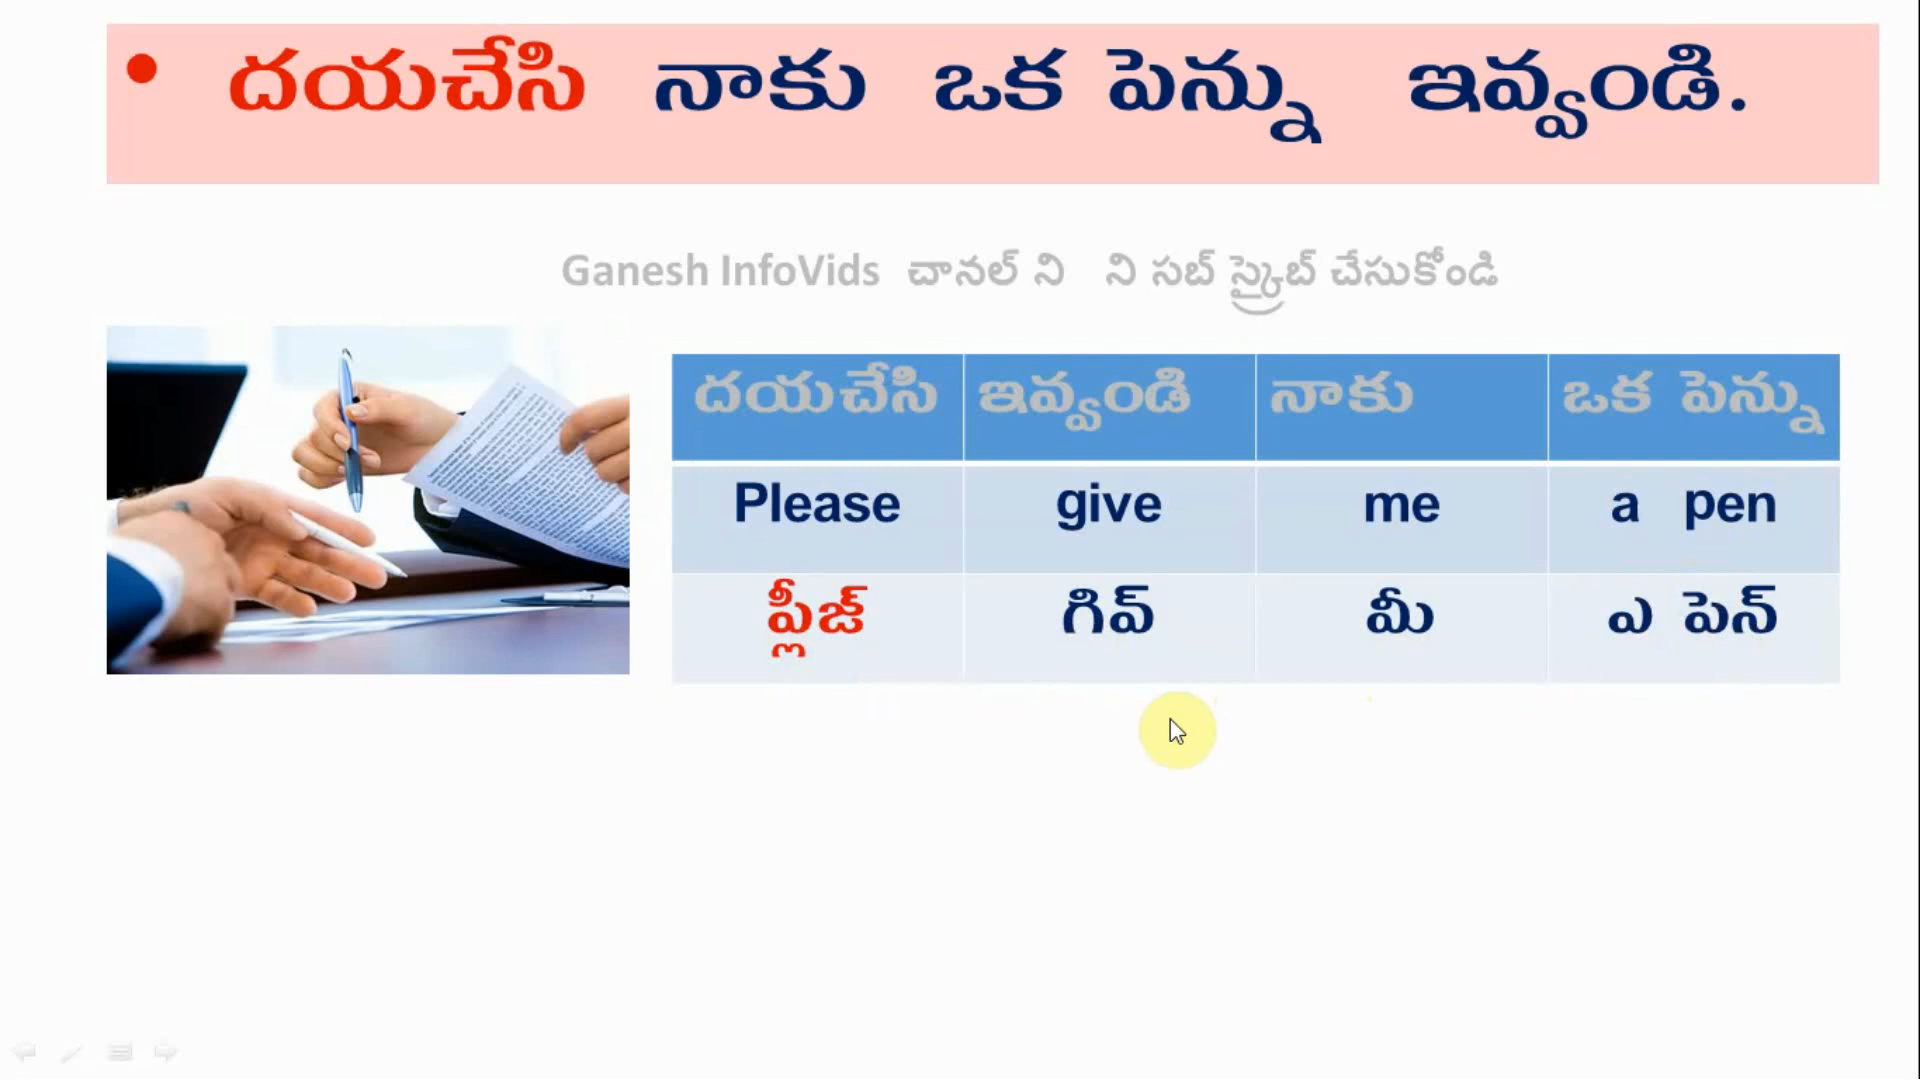 • దయచేసి నాకు ఒక పెన్ను ఇవ్వండి.
Ganesh InfoVids చానల్ ని ని సబ్ స్క్రైబ్ చేసుకోండి
దయచేసి ఇవ్వండి నాకు ఒక పెన్ను
Please give me a pen
ప్లీజ్ గివ్ మీ ఎ పెన్